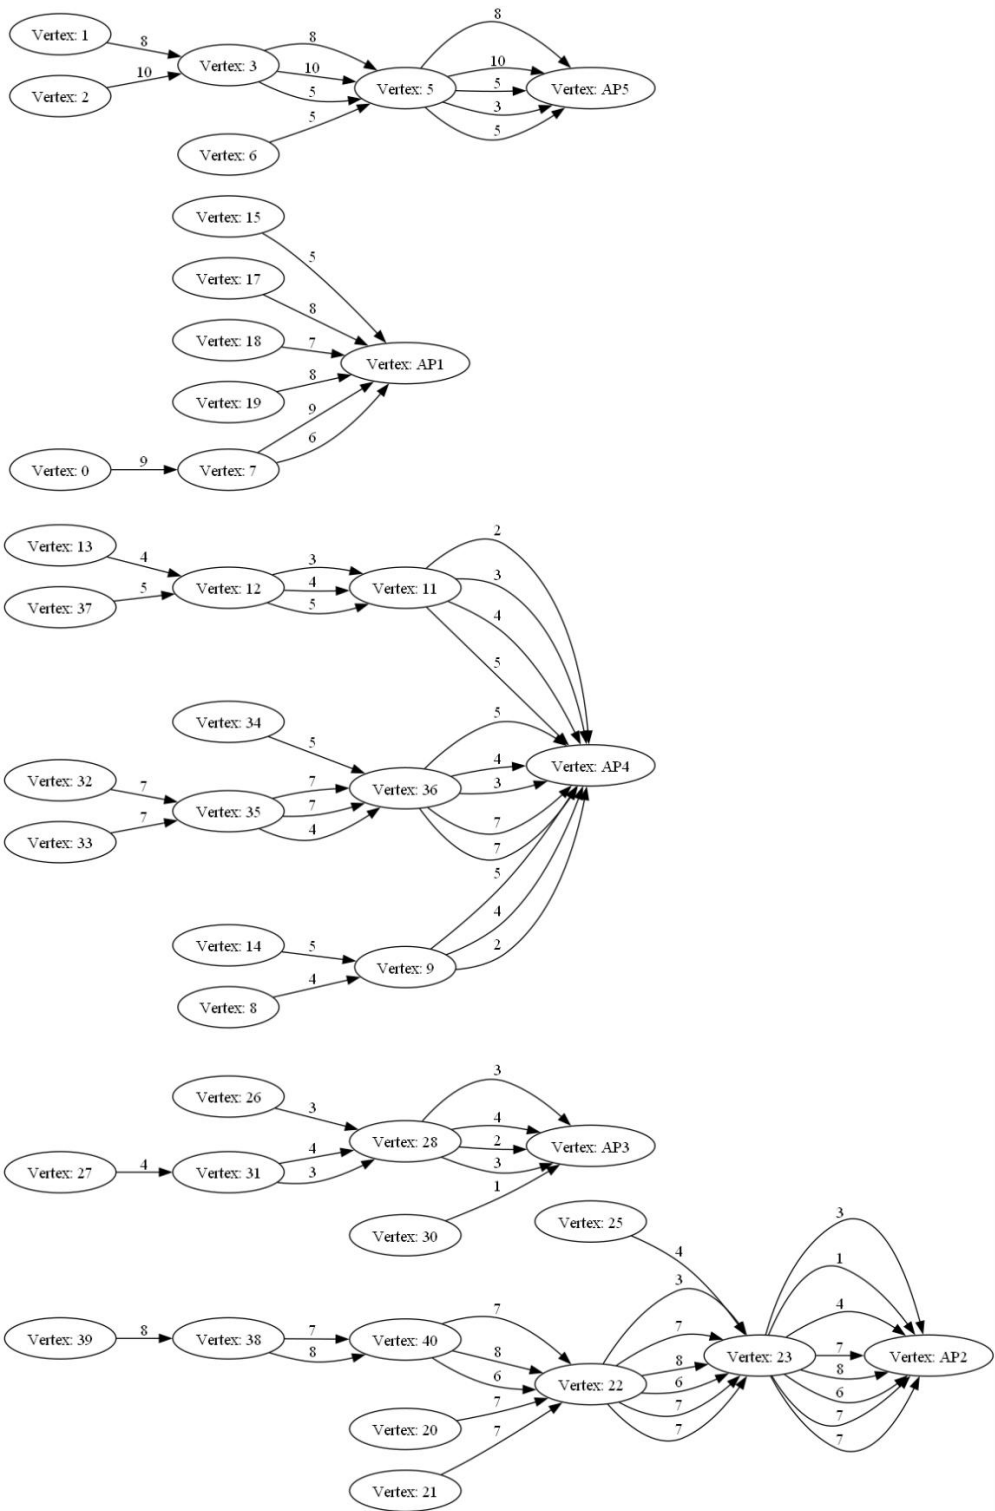 Vertex: 1
8
Vertex: 2
10
Vertex: 3
8
10
5
Vertex: 6
5
Vertex: 5
8
10
5
3
5
Vertex: AP5
Vertex: 15
5
Vertex: 17
8
Vertex: 18
7
Vertex: 19
8
Vertex: 0
9
Vertex: 7
9
6
Vertex: AP1
Vertex: 13
4
Vertex: 37
5
Vertex: 12
3
4
5
Vertex: 11
2
3
4
5
Vertex: 34
5
Vertex: 32
7
Vertex: 33
7
Vertex: 35
7
7
4
Vertex: 36
5
4
3
7
7
Vertex: AP4
Vertex: 14
5
Vertex: 8
4
Vertex: 9
5
4
2
Vertex: 26
3
Vertex: 27
4
Vertex: 31
4
3
Vertex: 28
3
4
2
3
Vertex: AP3
Vertex: 30
1
Vertex: 25
4
Vertex: 39
8
Vertex: 38
7
8
Vertex: 40
7
8
6
Vertex: 20
7
Vertex: 21
7
Vertex: 22
3
7
8
6
7
7
Vertex: 23
3
1
4
7
8
6
7
7
Vertex: AP2